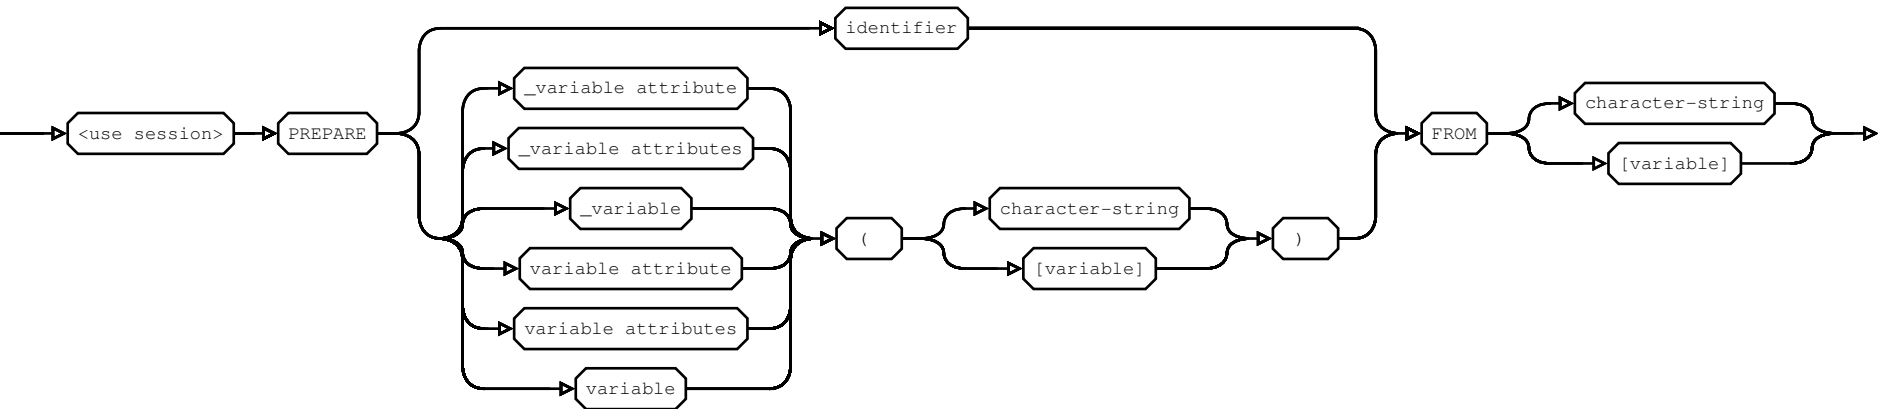 <use session>
PREPARE
identifier
_variable attribute
_variable attributes
_variable
variable attribute
variable attributes
variable
(
character-string
[variable]
)
FROM
character-string
[variable]